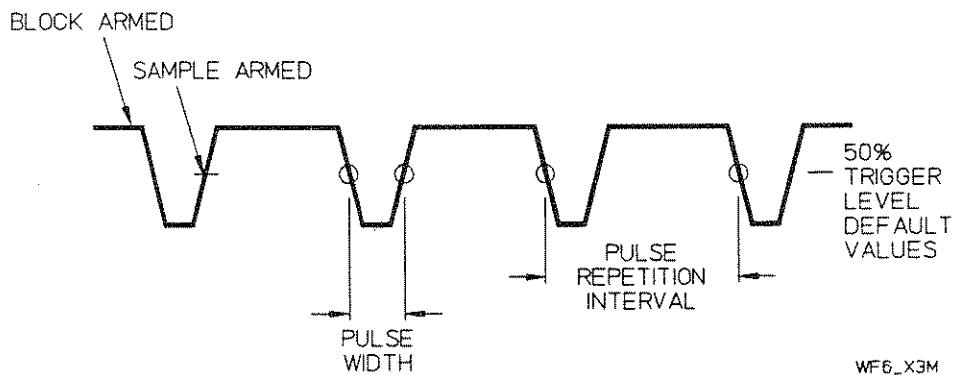 BLOCK ARMED
SAMPLE ARMED
50%
TRIGGER
LEVEL
DEFAULT
VALUES
PULSE
REPETITION
INTERVAL
PULSE
WIDTH
WF6_X3M